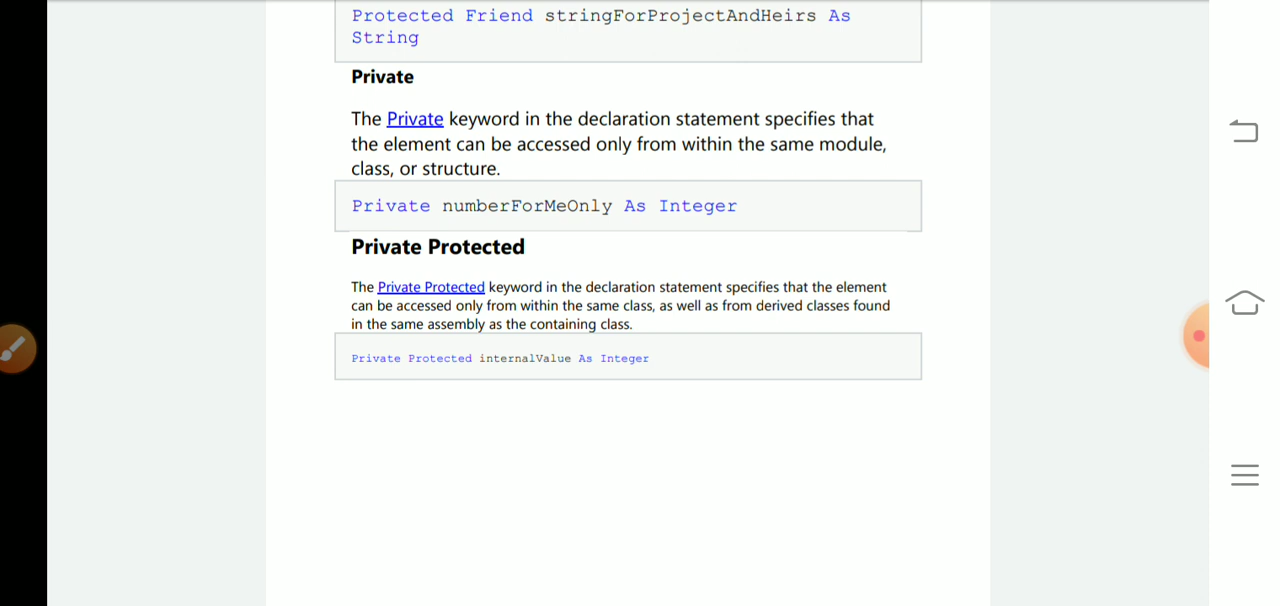 Protected Friend stringForProjectAndHeirs As
String
Private
The Private keyword in the declaration statement specifies that
the element can be accessed only from within the same module,
class, or structure.
Private numberForMeOnly As Integer
Private Protected
The Private Protected keyword in the declaration statement specifies that the element
can be accessed only from within the same class, as well as from derived classes found
in the same assembly as the containing class.
Private Protected internalValue As Integer